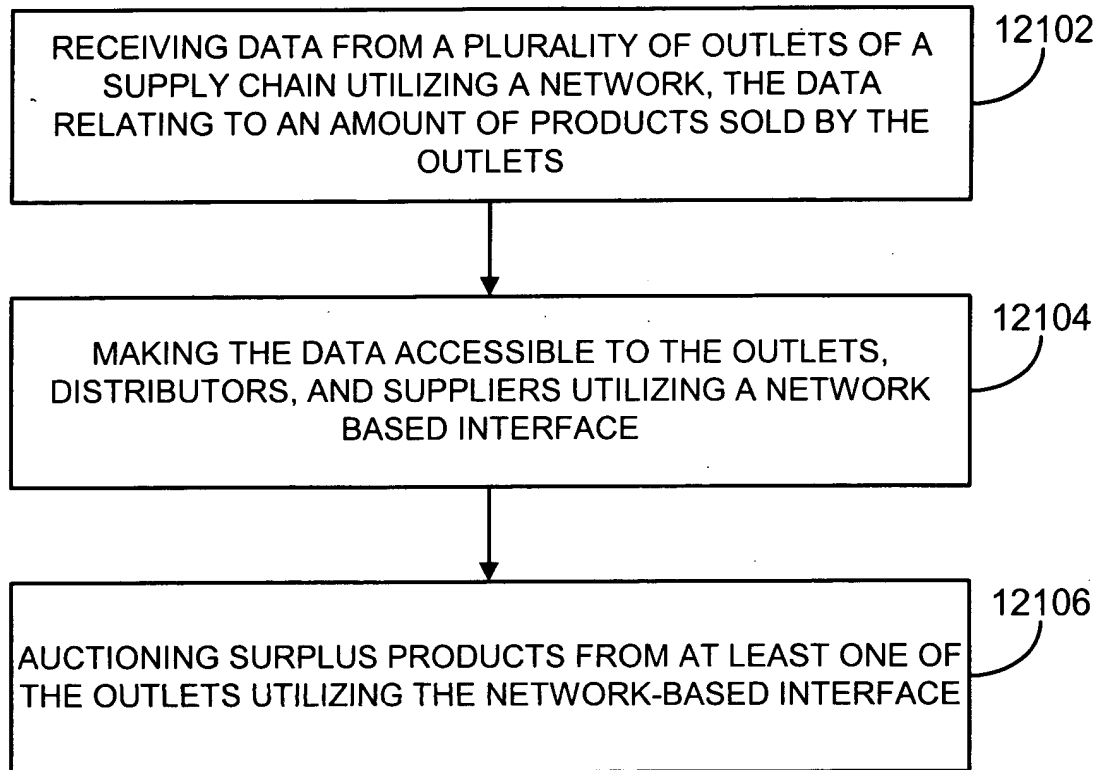 RECEIVING DATA FROM A PLURALITY OF OUTLETS OF A
SUPPLY CHAIN UTILIZING A NETWORK, THE DATA
RELATING TO AN AMOUNT OF PRODUCTS SOLD BY THE
OUTLETS
12102
MAKING THE DATA ACCESSIBLE TO THE OUTLETS,
DISTRIBUTORS, AND SUPPLIERS UTILIZING A NETWORK
BASED INTERFACE
12104
AUCTIONING SURPLUS PRODUCTS FROM AT LEAST ONE OF
THE OUTLETS UTILIZING THE NETWORK-BASED INTERFACE
12106